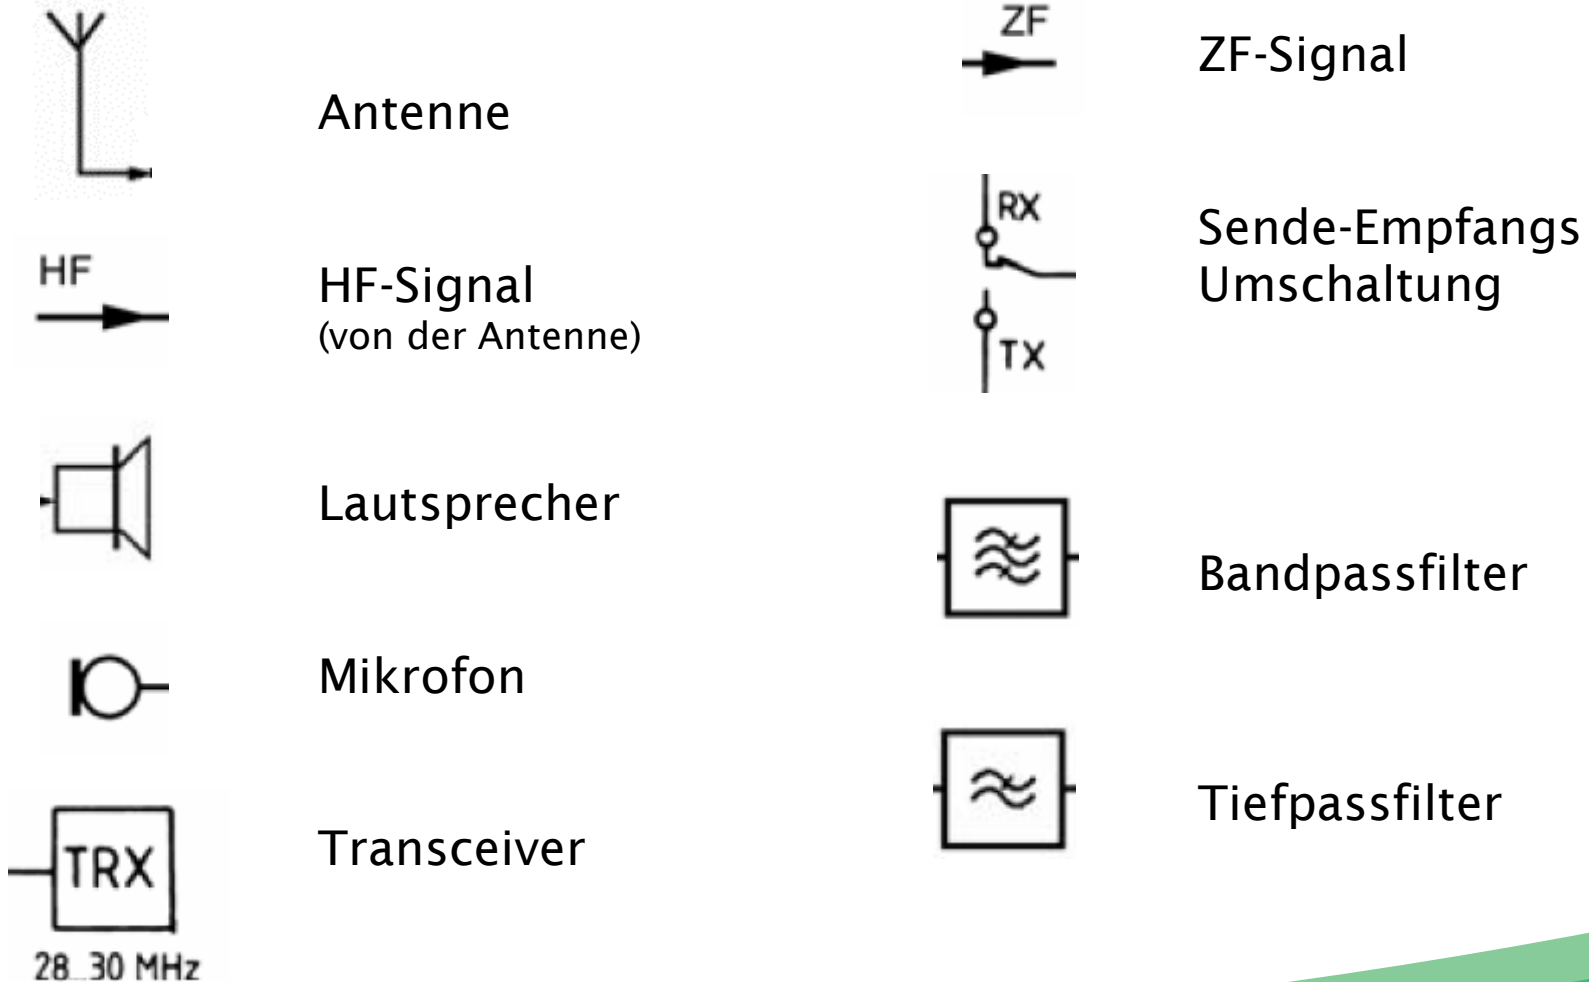 Antenne
HF
HF-Signal
(von der Antenne)
Lautsprecher
Mikrofon
TRX
28...30 MHz
Transceiver
ZF
ZF-Signal
RX
TX
Sende-Empfangs
Umschaltung
Bandpassfilter
Tiefpassfilter